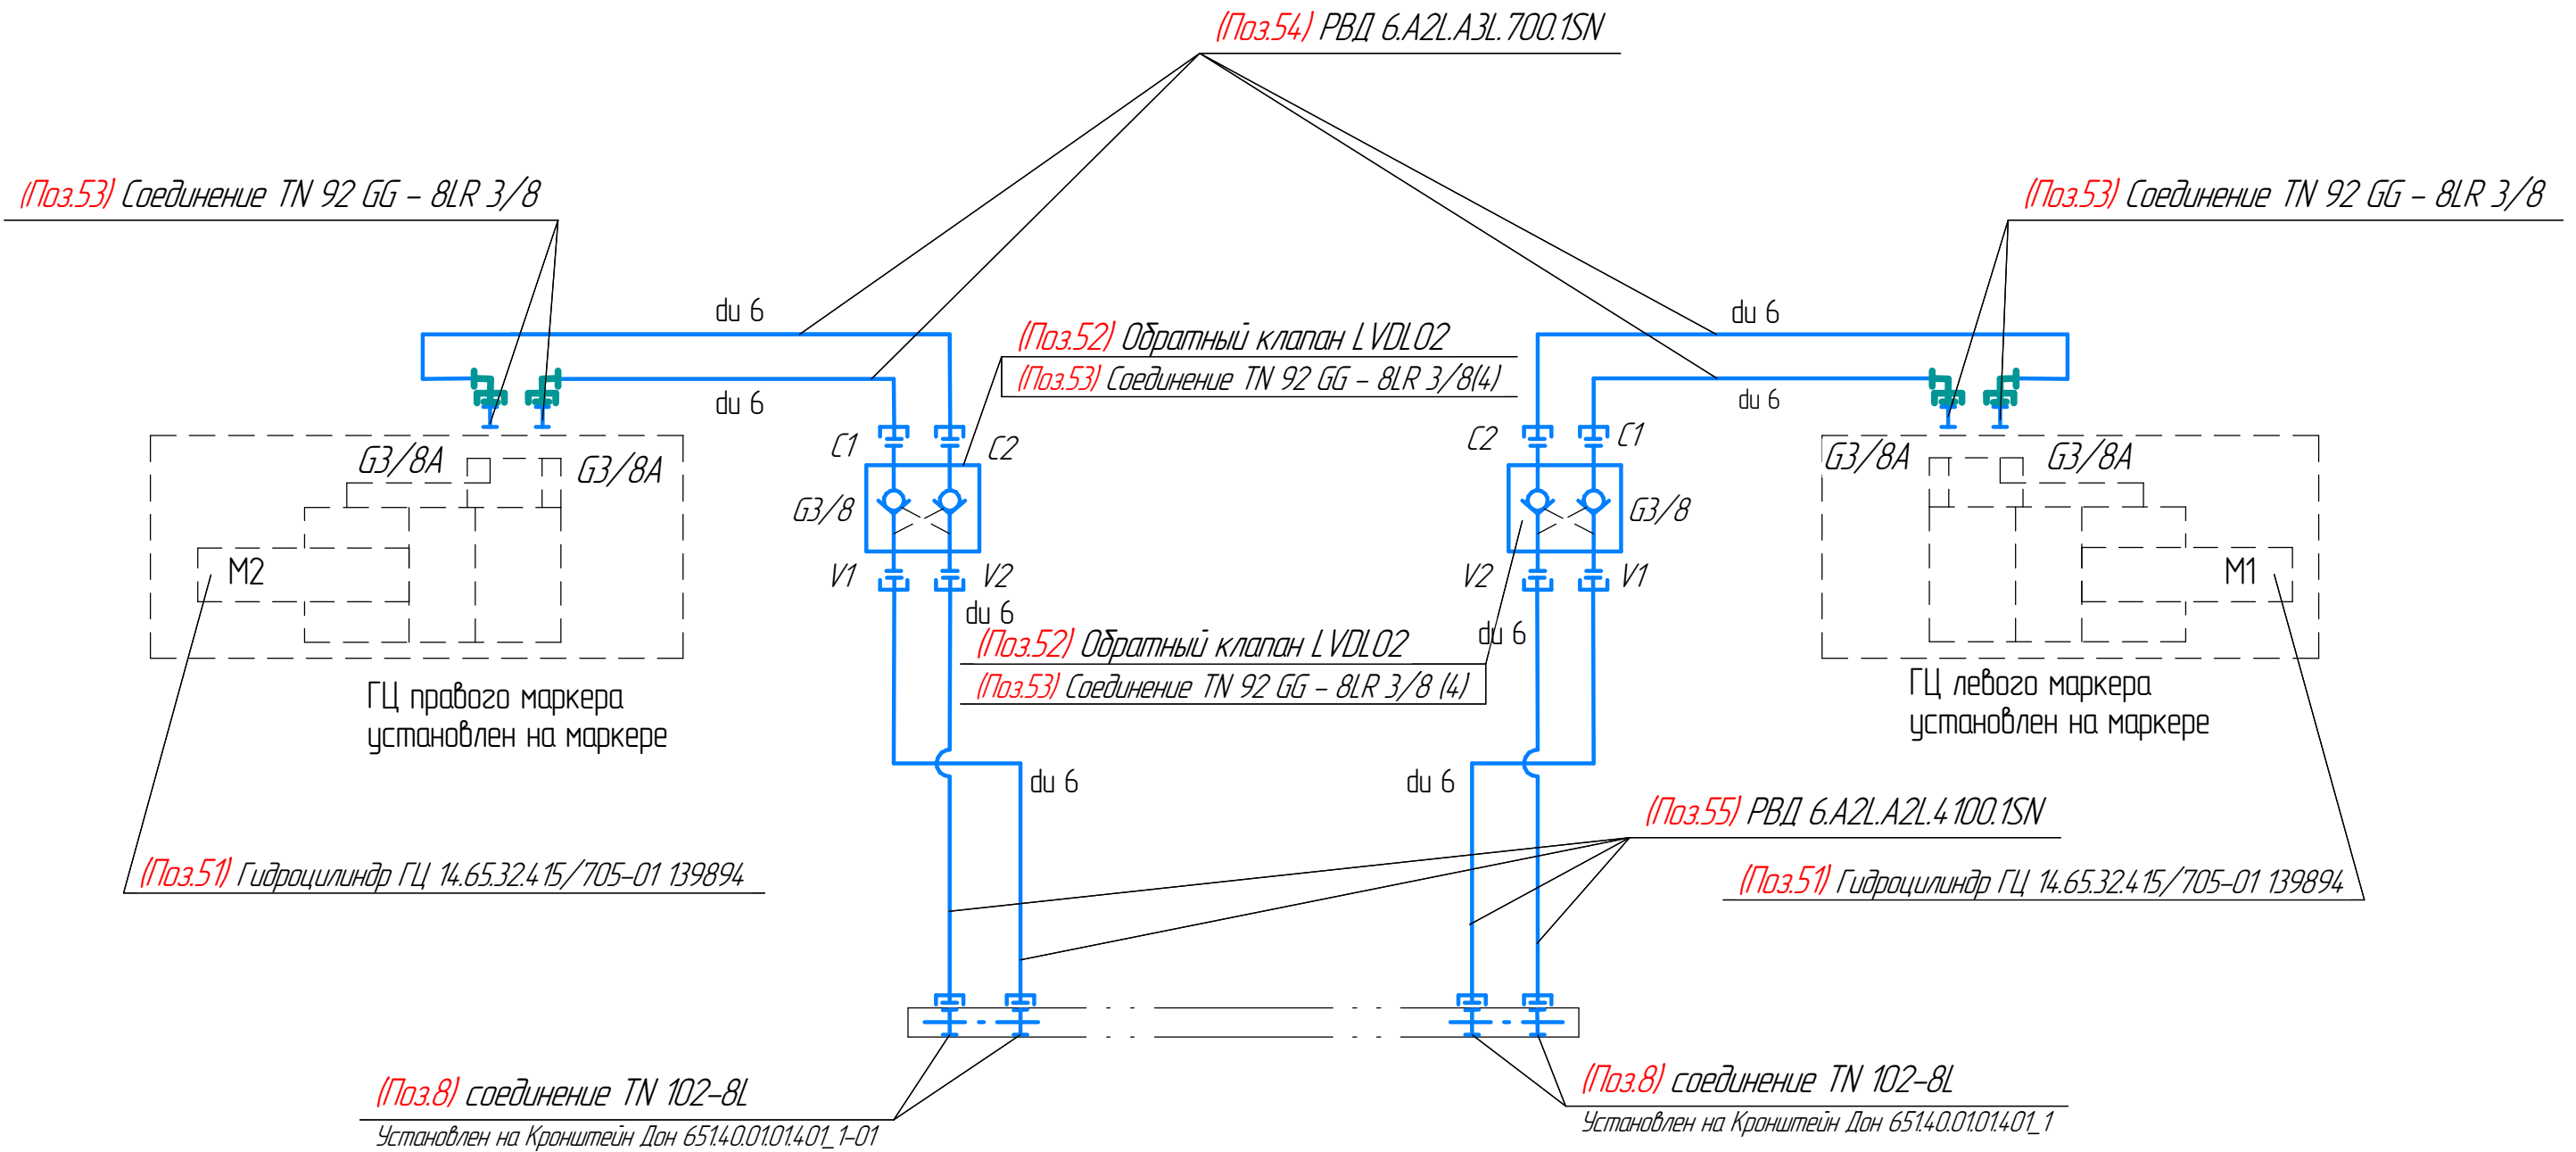 (Поз.54) РВД 6.A2L.A3L.700.1SN
(Поз.53) Соединение TN 92 GG - 8LR 3/8
(Поз.53) Соединение TN 92 GG - 8LR 3/8
du 6
du 6
(Поз.52) Обратный клапан LVDL02
(Поз.53) Соединение TN 92 GG - 8LR 3/8(4)
du 6
du 6
C1
C2
C2
C1
G3/8A
G3/8A
G3/8A
G3/8A
G3/8
G3/8
M2
V1
V2
V2
V1
M1
du 6
du 6
(Поз.52) Обратный клапан LVDL02
(Поз.53) Соединение TN 92 GG - 8LR 3/8 (4)
ГЦ правого маркера
установлен на маркере
ГЦ левого маркера
установлен на маркере
du 6
du 6
(Поз.55) РВД 6.A2L.A2L.4100.1SN
(Поз.51) Гидроцилиндр ГЦ 14.65.32.415/705-01 139894
(Поз.51) Гидроцилиндр ГЦ 14.65.32.415/705-01 139894
(Поз.8) соединение TN 102-8L
Установлен на Кронштейн Дон 651.40.01.01.401_1-01
(Поз.8) соединение TN 102-8L
Установлен на Кронштейн Дон 651.40.01.01.401_1